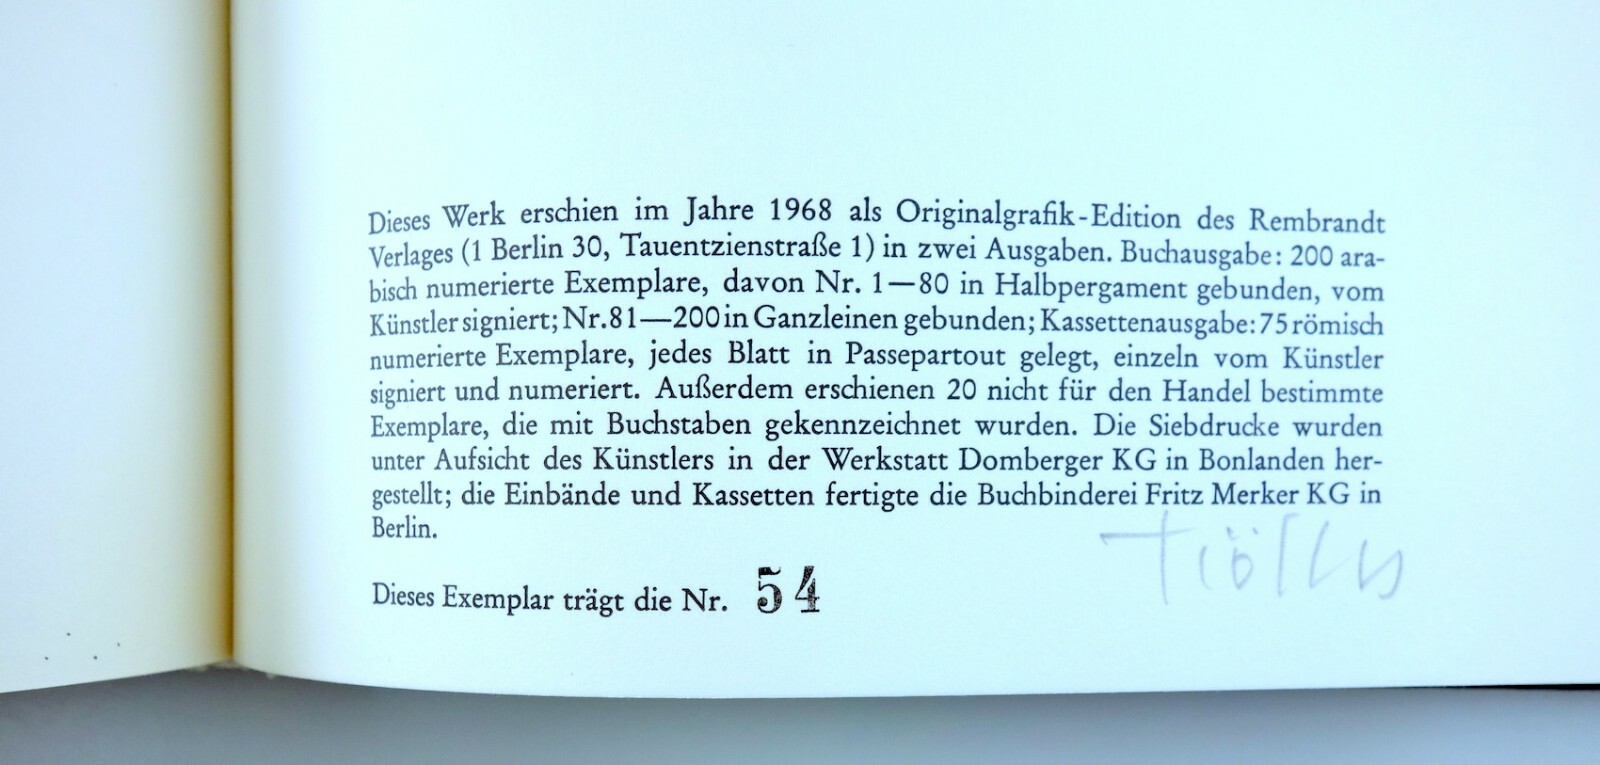 Dieses Werk erschien im Jahre 1968 als Originalgrafik-Edition des Rembrandt
Verlages (1 Berlin 30, Tauentzienstraße 1) in zwei Ausgaben. Buchausgabe: 200 ara-
bisch numerierte Exemplare, davon Nr. 1—80 in Halbpergament gebunden, vom
Künstler signiert; Nr. 81—200 in Ganzleinen gebunden; Kassettenausgabe: 75 römisch
numerierte Exemplare, jedes Blatt in Passepartout gelegt, einzeln vom Künstler
signiert und numeriert. Außerdem erschienen 20 nicht für den Handel bestimmte
Exemplare, die mit Buchstaben gekennzeichnet wurden. Die Siebdrucke wurden
unter Aufsicht des Künstlers in der Werkstatt Domberger KG in Bonlanden her-
gestellt; die Einbände und Kassetten fertigte die Buchbinderei Fritz Merker KG in
Berlin.
Dieses Exemplar trägt die Nr. 54